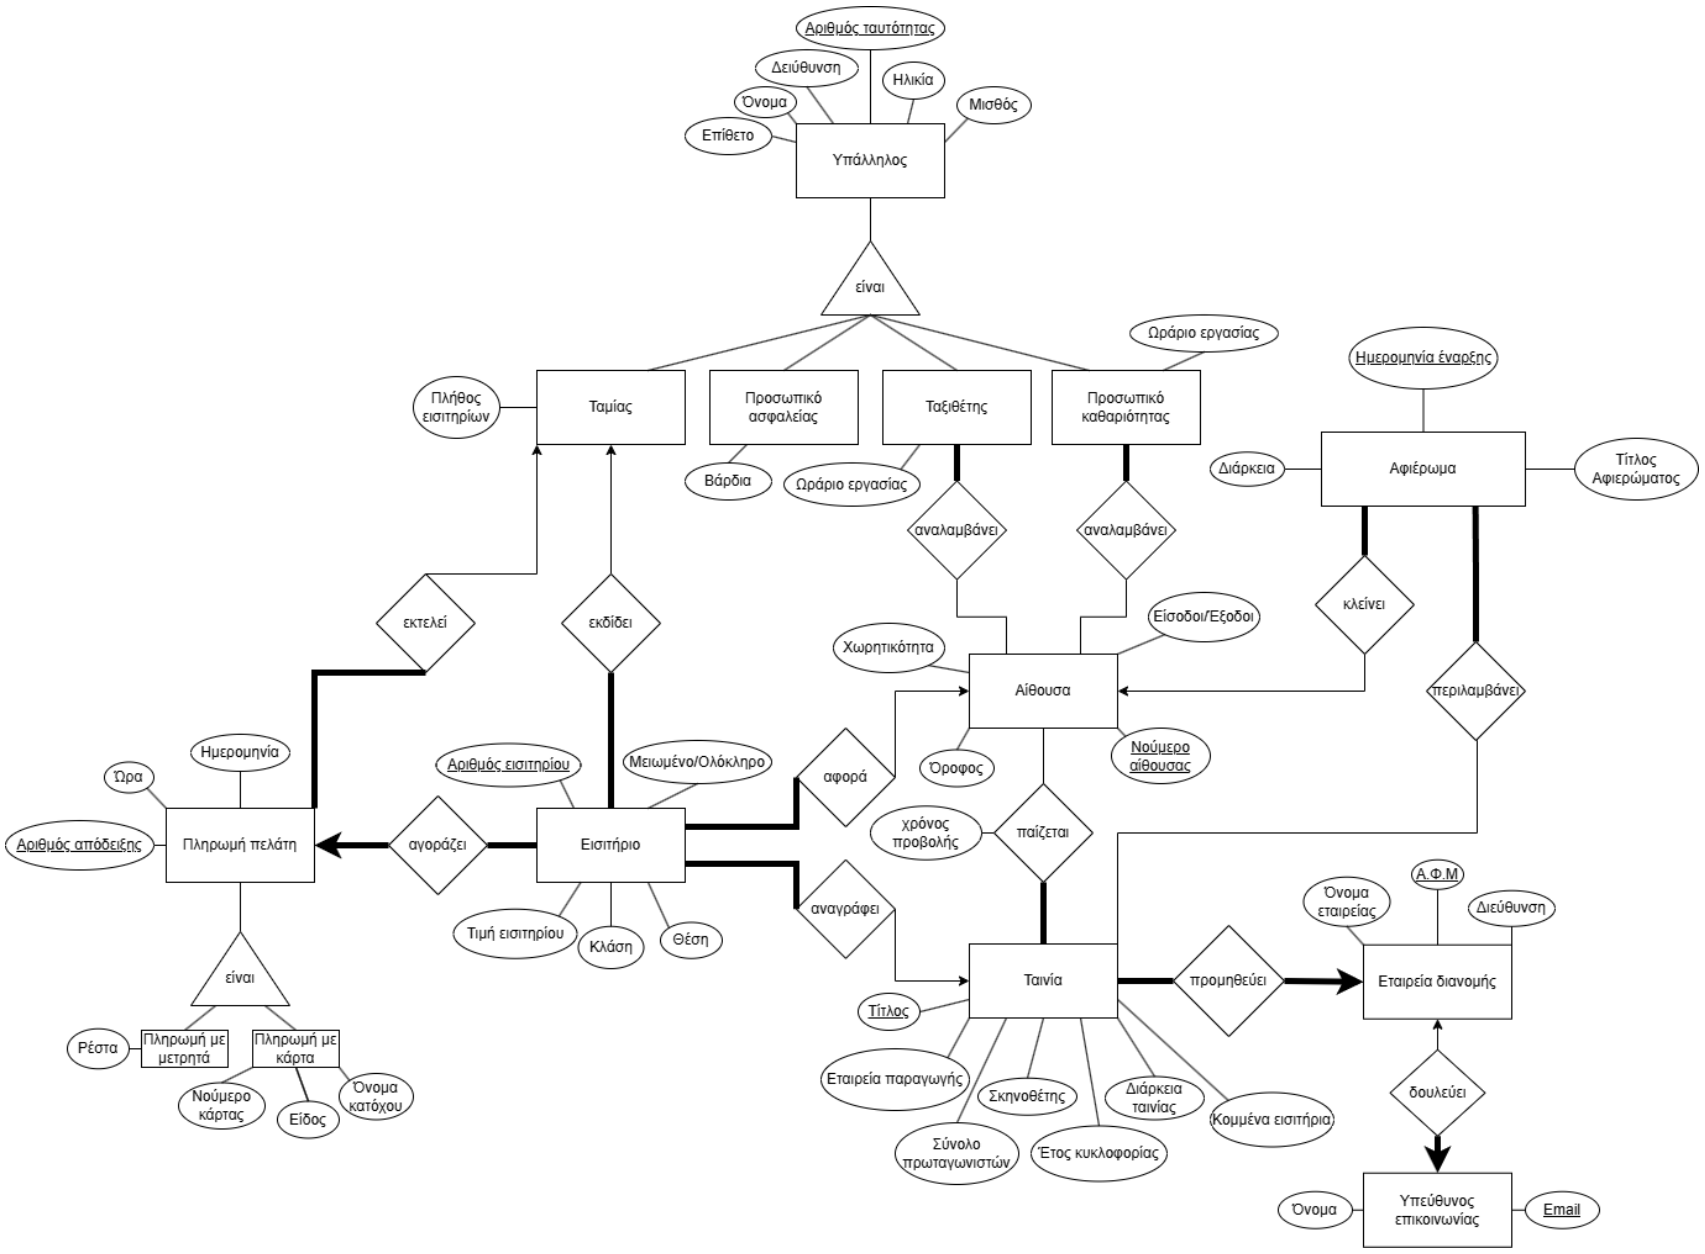 Αριθμός ταυτότητας
Δειύθυνση
Ηλικία
Όνομα
Μισθός
Επίθετο
Υπάλληλος
είναι
Ωράριο εργασίας
Ημερομηνία έναρξης
Πλήθος
εισιτηρίων
Ταμίας
Προσωπικό
ασφαλείας
Ταξιθέτης
Προσωπικό
καθαριότητας
Διάρκεια
Αφιέρωμα
Τίτλος
Αφιερώματος
Βάρδια
Ωράριο εργασίας
αναλαμβάνει
αναλαμβάνει
εκτελεί
εκδίδει
κλείνει
Είσοδοι/Έξοδοι
Χωρητικότητα
Αίθουσα
περιλαμβάνει
Όροφος
Νούμερο
αίθουσας
Ημερομηνία
Ώρα
Αριθμός εισιτηρίου
Μειωμένο/Ολόκληρο
αφορά
Αριθμός απόδειξης
Πληρωμή πελάτη
αγοράζει
Εισιτήριο
χρόνος
προβολής
παίζεται
Τιμή εισιτηρίου
Κλάση
Θέση
αναγράφει
Όνομα
εταιρείας
Α.Φ.Μ
Διεύθυνση
είναι
Ταινία
προμηθεύει
Εταιρεία διανομής
Τίτλος
Ρέστα
Πληρωμή με
μετρητά
Πληρωμή με
κάρτα
Νούμερο
κάρτας
Είδος
Όνομα
κατόχου
Εταιρεία παραγωγής
Σκηνοθέτης
Διάρκεια
ταινίας
Κομμένα εισιτήρια
Σύνολο
πρωταγωνιστών
Έτος κυκλοφορίας
δουλεύει
Όνομα
Υπεύθυνος
επικοινωνίας
Email